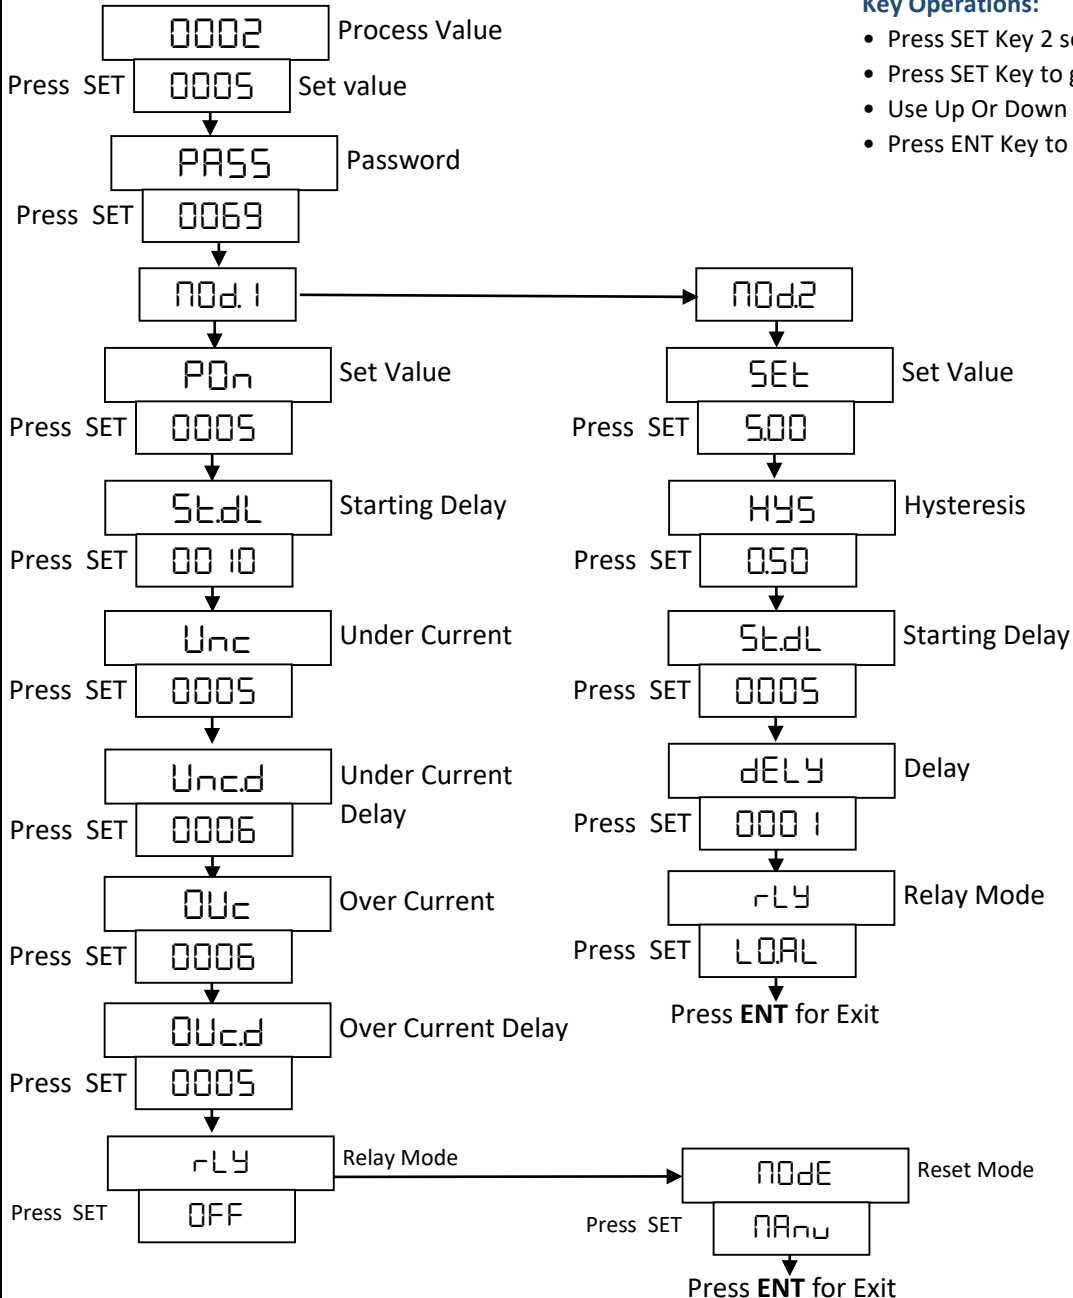 0002 Process Value
Press SET 0005 Set value
PASS Password
Press SET 0069
Key Operations:
• Press SET Key 2
• Press SET Key to
• Use Up Or Down
• Press ENT Key to
NOd.1
POn Set Value
Press SET 0005
St.dL Starting Delay
Press SET 0010
Unc Under Current
Press SET 0005
Unc.d Under Current
Delay
Press SET 0006
OUc Over Current
Press SET 0006
OUc.d Over Current Delay
Press SET 0005
rLY Relay Mode
Press SET OFF
NOdE Reset Mode
Press SET NAnu
Press ENT for Exit
NOd.2
SEt Set Value
Press SET 5.00
HYS Hysteresis
Press SET 0.50
St.dL Starting Delay
Press SET 0005
dELY Delay
Press SET 0001
rLY Relay Mode
Press SET LO.AL
Press ENT for Exit